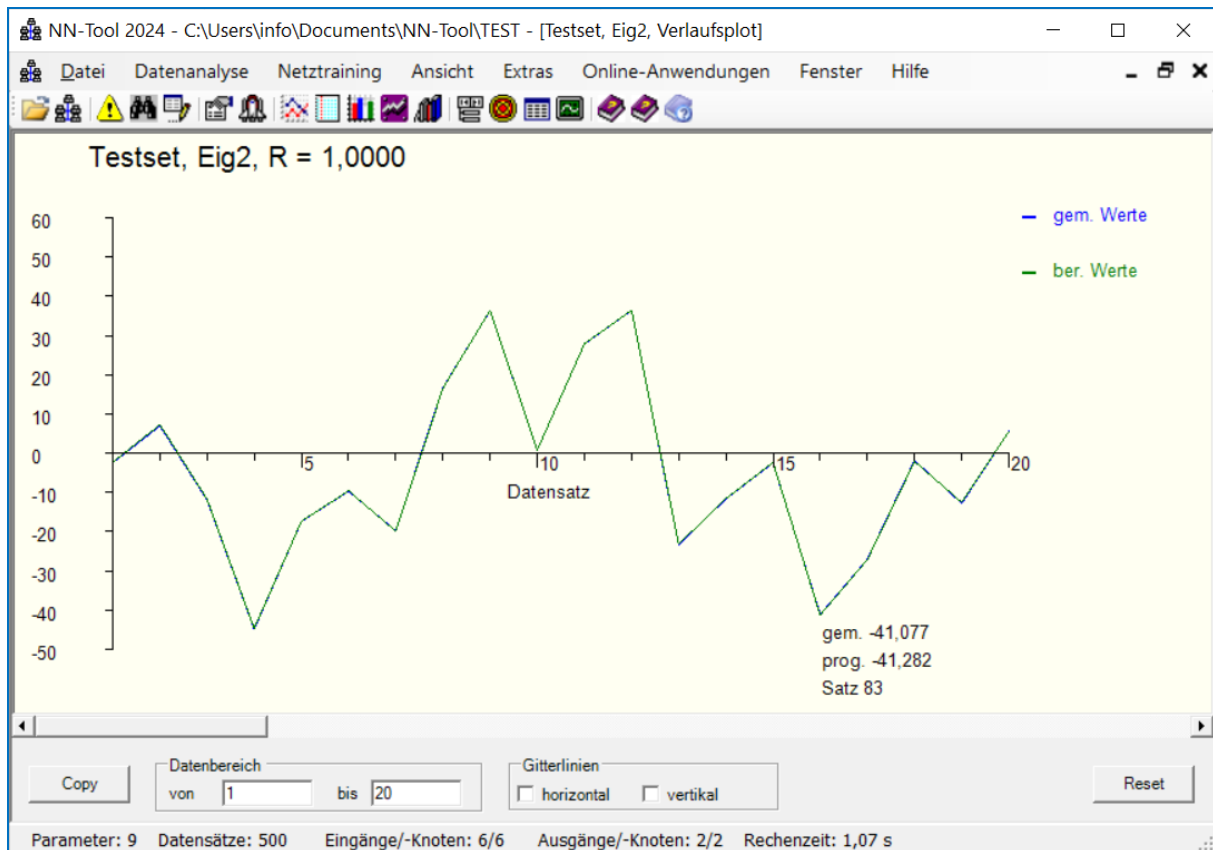 NN-Tool 2024 - C:\Users\info\Documents\NN-Tool\TEST - [Testset, Eig2, Verlaufsplot]
Datei Datenanalyse Netztraining Ansicht Extras Online-Anwendungen Fenster Hilfe
Testset, Eig2, R = 1,0000
gem. Werte
ber. Werte
60
50
40
30
20
10
0
-10
-20
-30
-40
-50
5
10
15
20
Datensatz
gem. -41,077
prog. -41,282
Satz 83
Copy
Datenbereich
von 1 bis 20
Gitterlinien
horizontal vertikal
Reset
Parameter: 9 Datensätze: 500 Eingänge/-Knoten: 6/6 Ausgänge/-Knoten: 2/2 Rechenzeit: 1,07 s